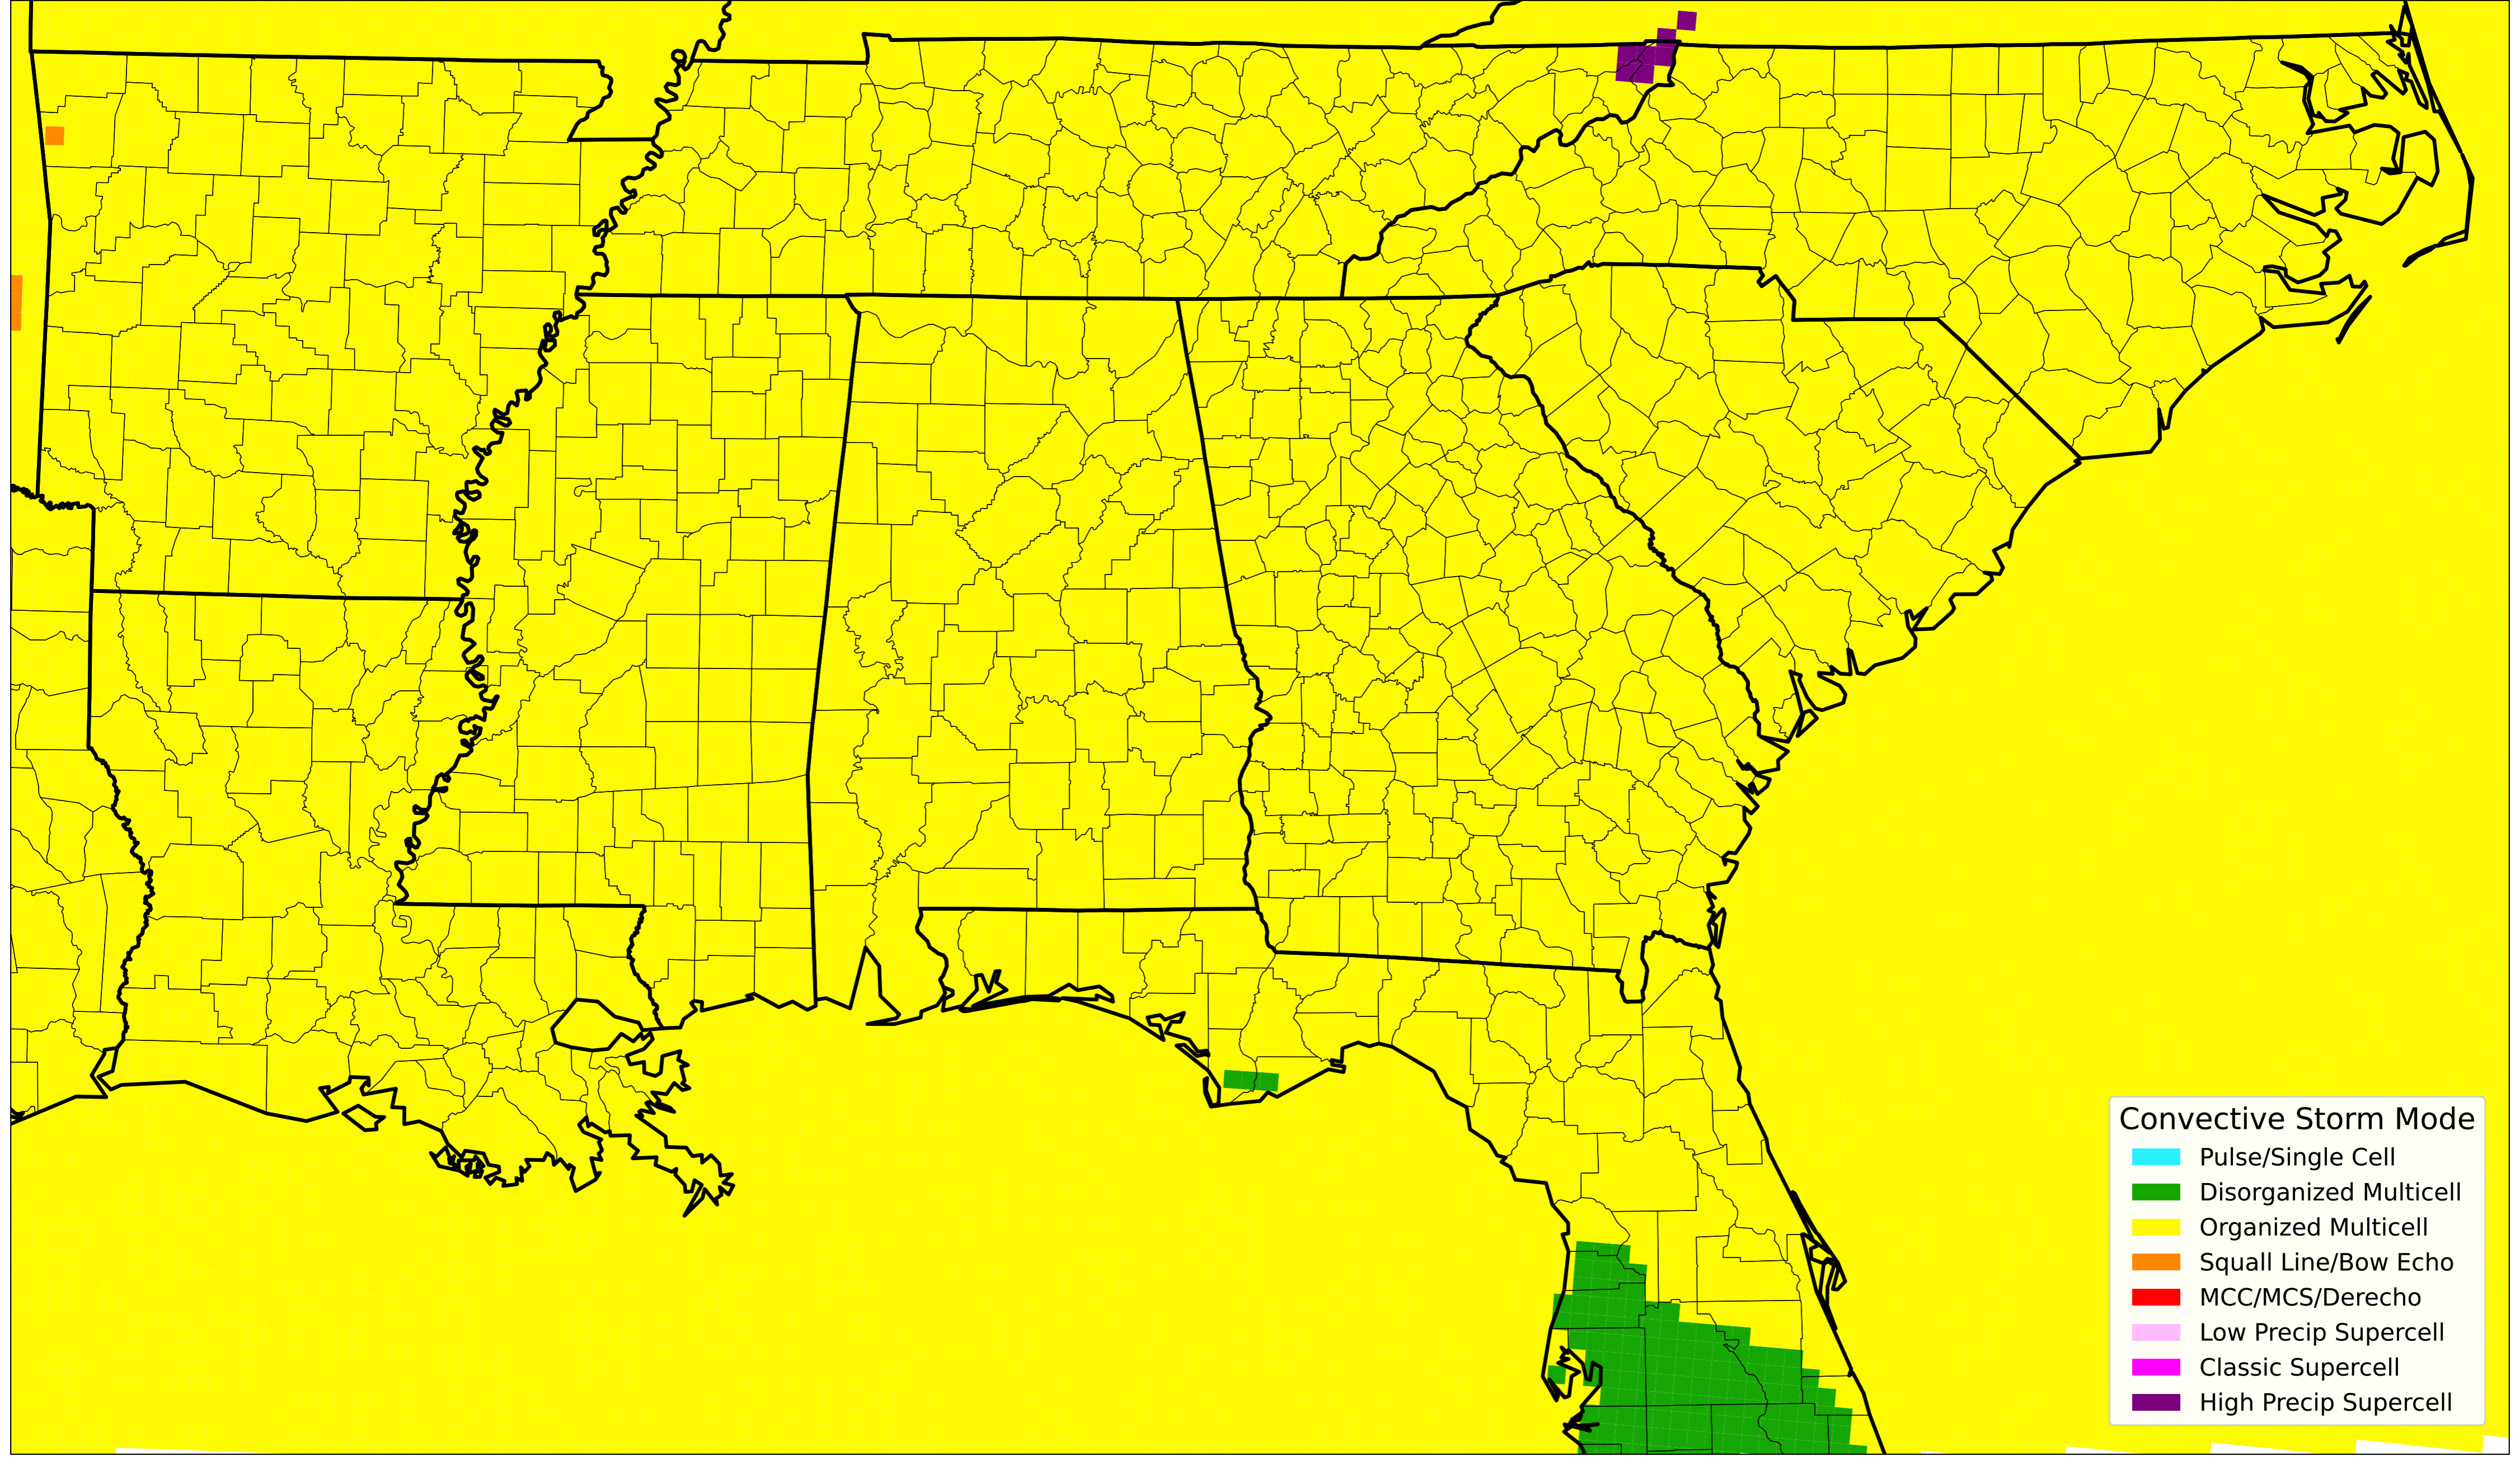 Convective Storm Mode
Pulse/Single Cell
Disorganized Multicell
Organized Multicell
Squall Line/Bow Echo
MCC/MCS/Derecho
Low Precip Supercell
Classic Supercell
High Precip Supercell